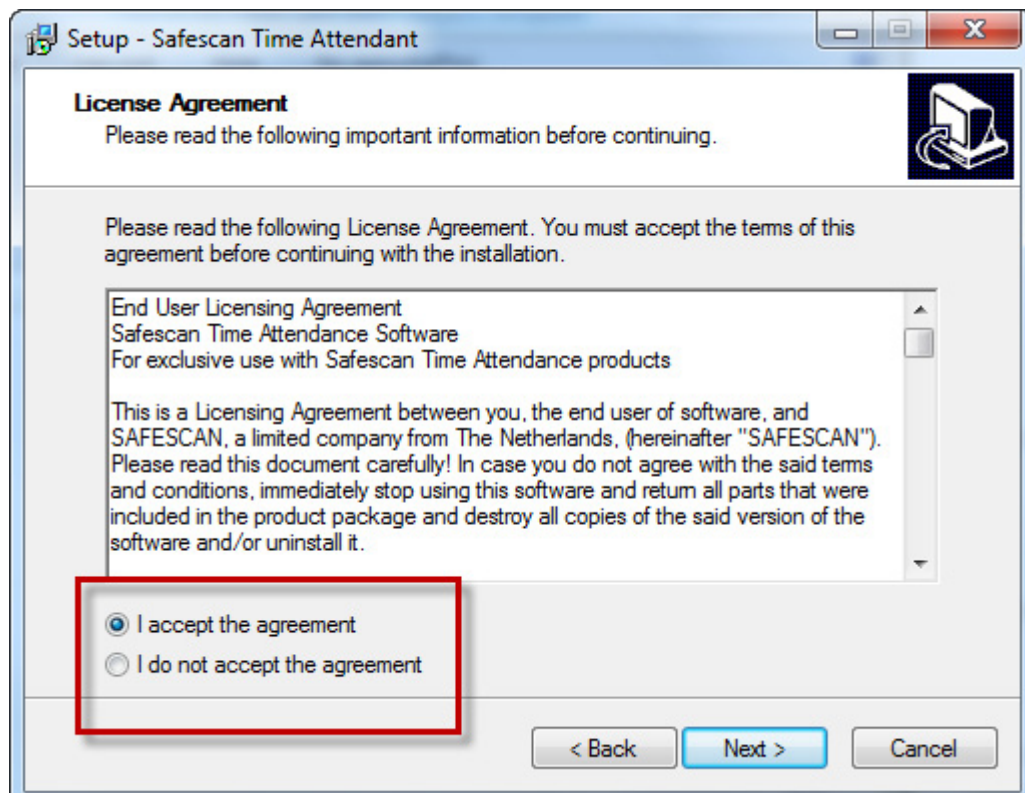 Setup - Safescan Time Attendant
License Agreement
Please read the following important information before continuing.
Please read the following License Agreement. You must accept the terms of this
agreement before continuing with the installation.
End User Licensing Agreement
Safescan Time Attendance Software
For exclusive use with Safescan Time Attendance products
This is a Licensing Agreement between you, the end user of software, and
SAFESCAN, a limited company from The Netherlands, (hereinafter "SAFESCAN").
Please read this document carefully! In case you do not agree with the said terms
and conditions, immediately stop using this software and return all parts that were
included in the product package and destroy all copies of the said version of the
software and/or uninstall it.
I accept the agreement
I do not accept the agreement
< Back Next > Cancel